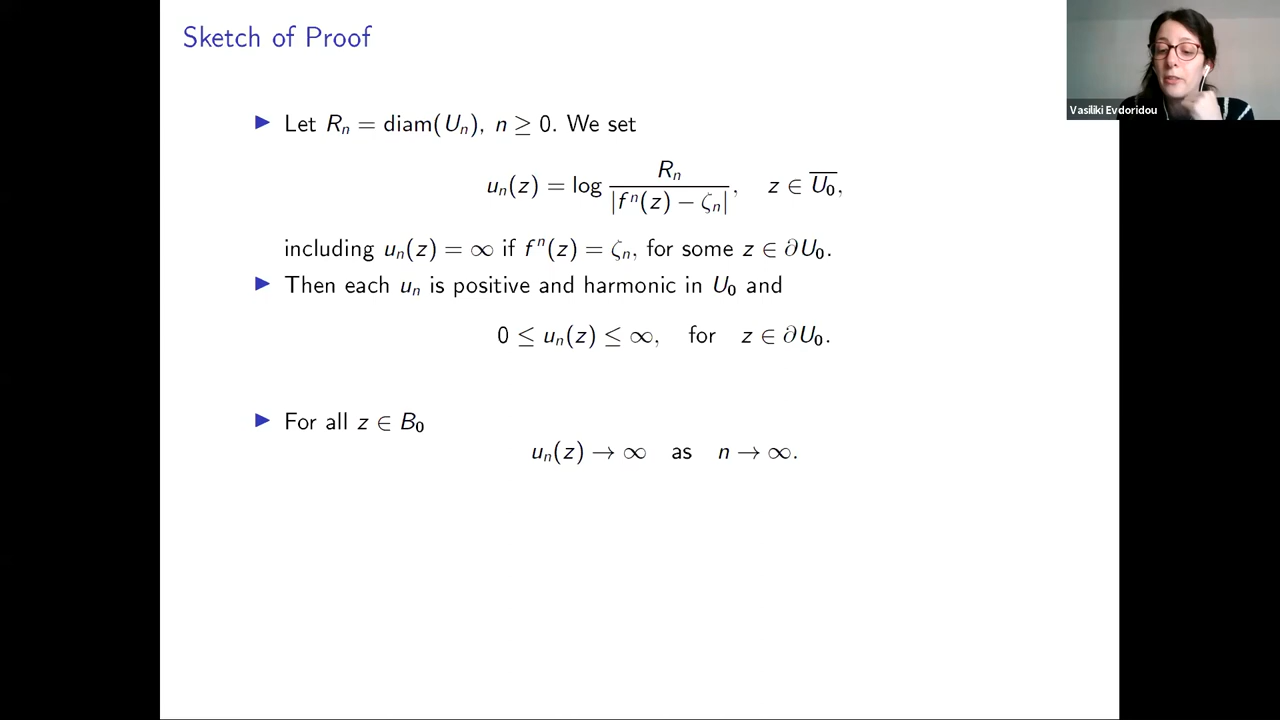 Sketch of Proof
Vasiliki Evdoridou
▶ Let Rₙ = diam(Uₙ), n ≥ 0. We set
uₙ(z) = log Rₙ / |fⁿ(z) − ζₙ|, z ∈ U̅₀,
including uₙ(z) = ∞ if fⁿ(z) = ζₙ, for some z ∈ ∂U₀.
▶ Then each uₙ is positive and harmonic in U₀ and
0 ≤ uₙ(z) ≤ ∞, for z ∈ ∂U₀.
▶ For all z ∈ B₀
uₙ(z) → ∞ as n → ∞.